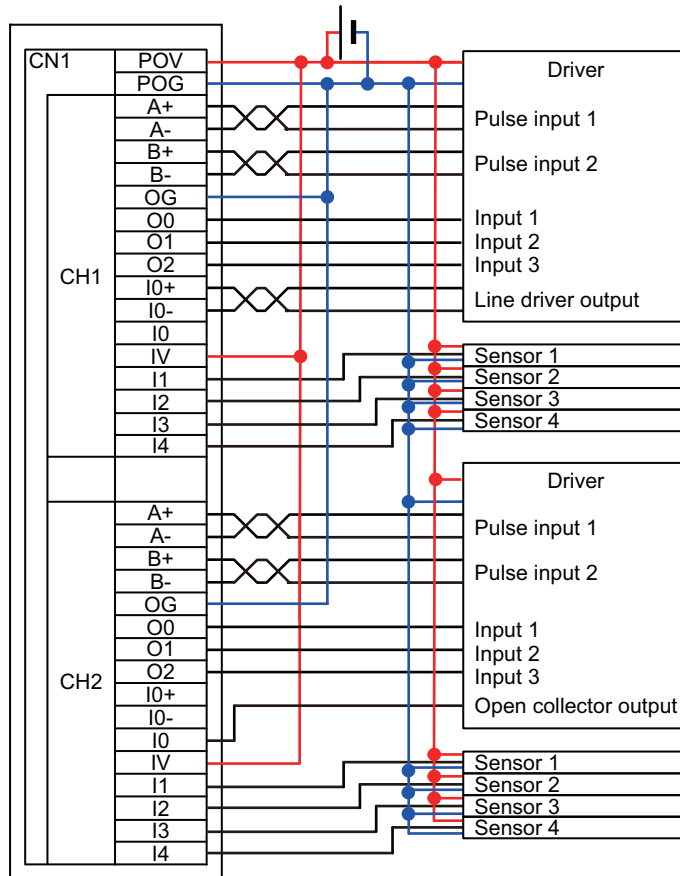 CN1
POV
POG
CH1
A+
A-
B+
B-
OG
O0
O1
O2
I0+
I0-
I0
IV
I1
I2
I3
I4
Driver
Pulse input 1
Pulse input 2
Input 1
Input 2
Input 3
Line driver output
Sensor 1
Sensor 2
Sensor 3
Sensor 4
CH2
A+
A-
B+
B-
OG
O0
O1
O2
I0+
I0-
I0
IV
I1
I2
I3
I4
Driver
Pulse input 1
Pulse input 2
Input 1
Input 2
Input 3
Open collector output
Sensor 1
Sensor 2
Sensor 3
Sensor 4